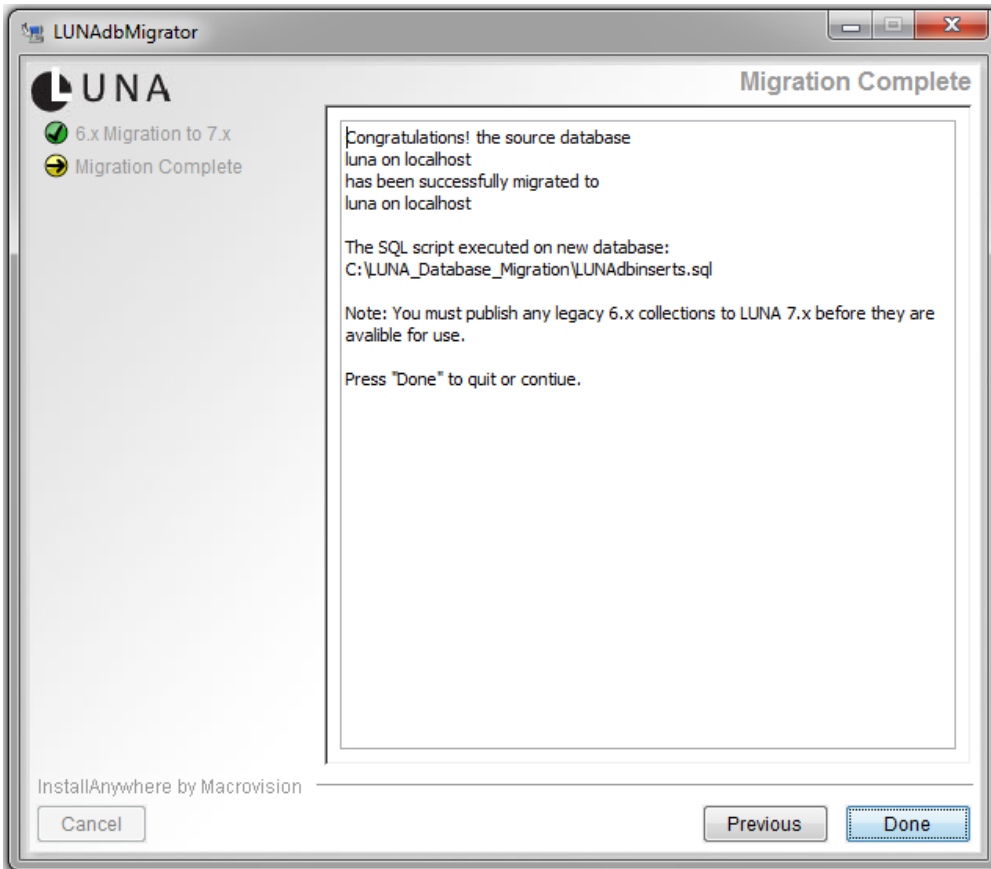 LUNAdbMigrator
LUNA
Migration Complete
6.x Migration to 7.x
Migration Complete
Congratulations! the source database
luna on localhost
has been successfully migrated to
luna on localhost
The SQL script executed on new database:
C:\LUNA_Database_Migration\LUNAdbinserts.sql
Note: You must publish any legacy 6.x collections to LUNA 7.x before they are
avalible for use.
Press "Done" to quit or contiue.
InstallAnywhere by Macrovision
Cancel
Previous
Done